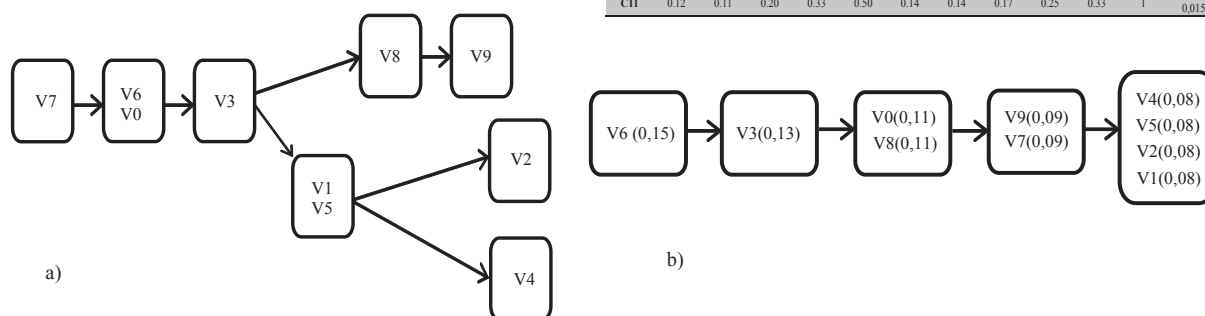 C11 0.12 0.11 0.20 0.33 0.50 0.14 0.14 0.17 0.25 0.33 1 0,015
V7
V6
V0
V3
V8
V9
V1
V5
V2
V4
a)
V6 (0,15)
V3(0,13)
V0(0,11)
V8(0,11)
V9(0,09)
V7(0,09)
V4(0,08)
V5(0,08)
V2(0,08)
V1(0,08)
b)